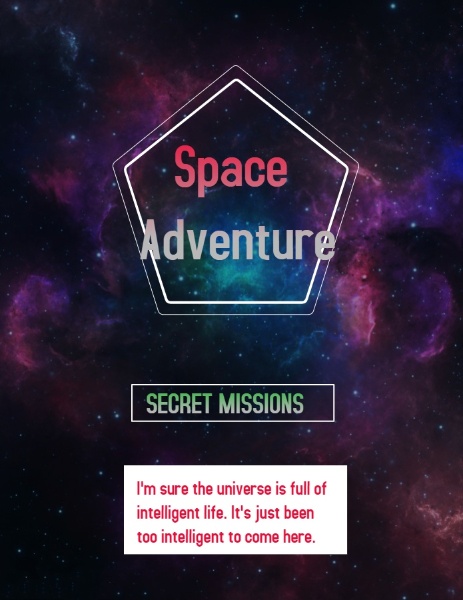 Space
Adventure
SECRET MISSIONS
I'm sure the universe is full of
intelligent life. It's just been
too intelligent to come here.